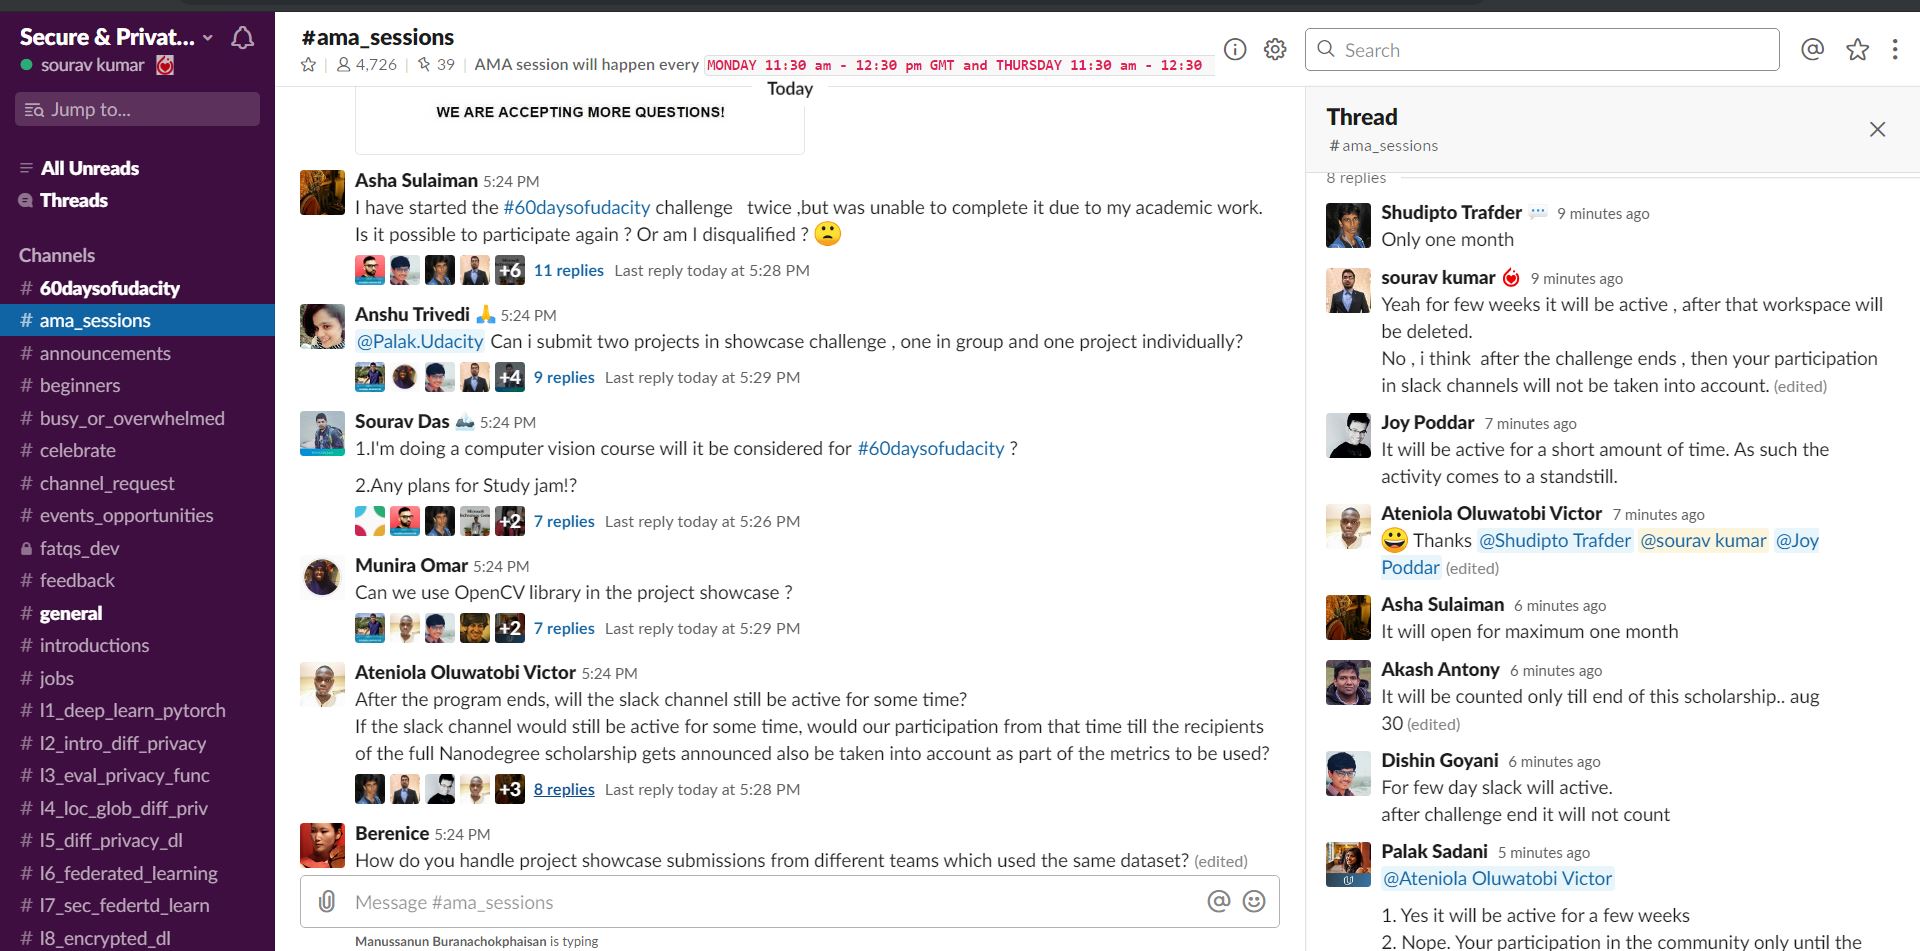 Secure & Privat...
sourav kumar
Jump to...
All Unreads
Threads
Channels
# 60daysofudacity
# ama_sessions
# announcements
# beginners
# busy_or_overwhelmed
# celebrate
# channel_request
# events_opportunities
fatqs_dev
# feedback
# general
# introductions
# jobs
# l1_deep_learn_pytorch
# l2_intro_diff_privacy
# l3_eval_privacy_func
# l4_loc_glob_diff_priv
# l5_diff_privacy_dl
# l6_federated_learning
# l7_sec_federtd_learn
# l8_encrypted_dl
#ama_sessions
4,726 | 39 | AMA session will happen every MONDAY 11:30 am - 12:30 pm GMT and THURSDAY 11:30 am - 12:30
Search
Today
WE ARE ACCEPTING MORE QUESTIONS!
Asha Sulaiman 5:24 PM
I have started the #60daysofudacity challenge twice ,but was unable to complete it due to my academic work.
Is it possible to participate again ? Or am I disqualified ?
+6 11 replies Last reply today at 5:28 PM
Anshu Trivedi 5:24 PM
@Palak.Udacity Can i submit two projects in showcase challenge , one in group and one project individually?
+4 9 replies Last reply today at 5:29 PM
Sourav Das 5:24 PM
1.I'm doing a computer vision course will it be considered for #60daysofudacity ?
2.Any plans for Study jam!?
+2 7 replies Last reply today at 5:26 PM
Munira Omar 5:24 PM
Can we use OpenCV library in the project showcase ?
+2 7 replies Last reply today at 5:29 PM
Ateniola Oluwatobi Victor 5:24 PM
After the program ends, will the slack channel still be active for some time?
If the slack channel would still be active for some time, would our participation from that time till the recipients
of the full Nanodegree scholarship gets announced also be taken into account as part of the metrics to be used?
+3 8 replies Last reply today at 5:28 PM
Berenice 5:24 PM
How do you handle project showcase submissions from different teams which used the same dataset? (edited)
Message #ama_sessions
Manussanun Buranachokphaisan is typing
Thread
# ama_sessions
8 replies
Shudipto Trafder 9 minutes ago
Only one month
sourav kumar 9 minutes ago
Yeah for few weeks it will be active , after that workspace will
be deleted.
No , i think after the challenge ends , then your participation
in slack channels will not be taken into account. (edited)
Joy Poddar 7 minutes ago
It will be active for a short amount of time. As such the
activity comes to a standstill.
Ateniola Oluwatobi Victor 7 minutes ago
Thanks @Shudipto Trafder @sourav kumar @Joy
Poddar (edited)
Asha Sulaiman 6 minutes ago
It will open for maximum one month
Akash Antony 6 minutes ago
It will be counted only till end of this scholarship.. aug
30 (edited)
Dishin Goyani 6 minutes ago
For few day slack will active.
after challenge end it will not count
Palak Sadani 5 minutes ago
@Ateniola Oluwatobi Victor
1. Yes it will be active for a few weeks
2. Nope. Your participation in the community only until the